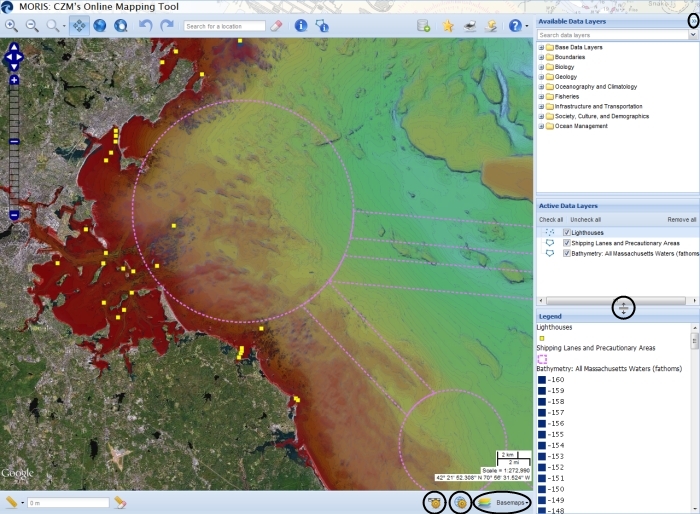 MORIS: CZM's Online Mapping Tool
Search for a location
Available Data Layers
Search data layers
Base Data Layers
Boundaries
Biology
Geology
Oceanography and Climatology
Fisheries
Infrastructure and Transportation
Society, Culture, and Demographics
Ocean Management
Active Data Layers
Check all Uncheck all Remove all
Lighthouses
Shipping Lanes and Precautionary Areas
Bathymetry: All Massachusetts Waters (fathoms
Legend
Lighthouses
Shipping Lanes and Precautionary Areas
Bathymetry: All Massachusetts Waters (fathoms)
-160
-159
-158
-157
-156
-155
-154
-153
-152
-151
-150
-149
-148
2 km
2 mi
Scale = 1:272,990
42° 21' 52.308" N 70° 56' 31.524" W
Google
0 m
Basemaps